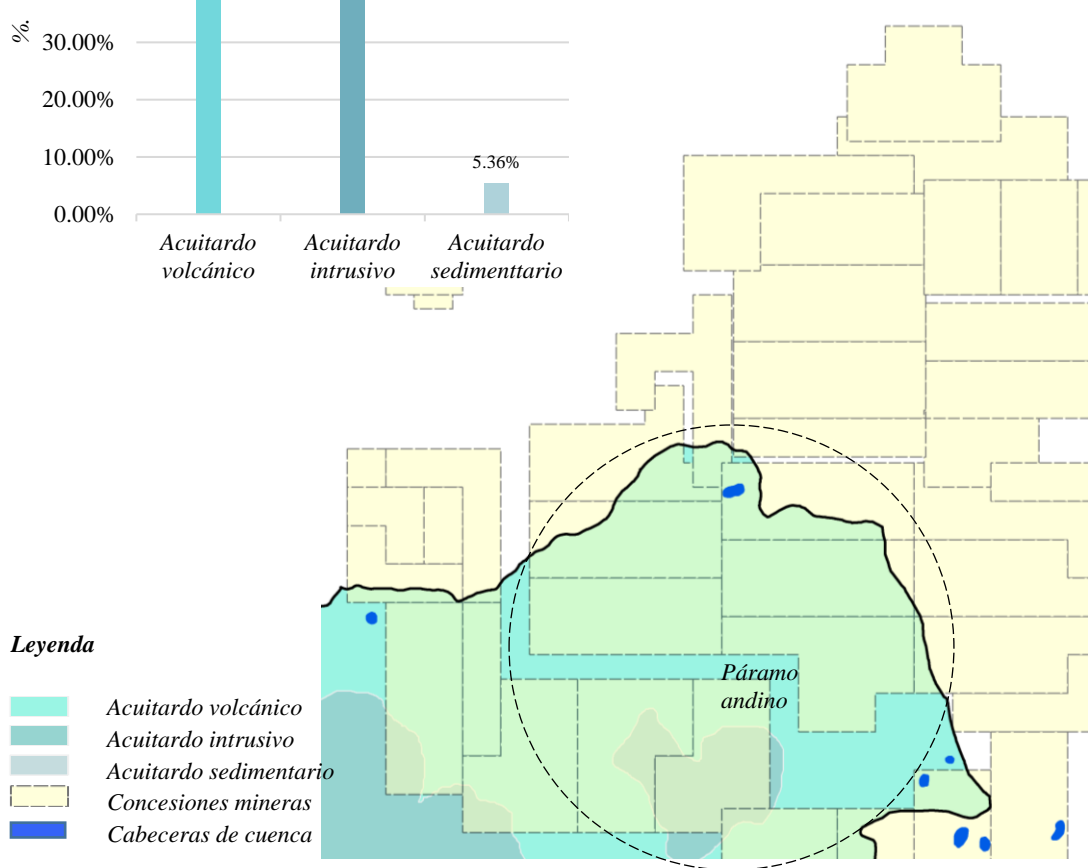 %.
30.00%
20.00%
10.00%
0.00%
5.36%
Acuitardo
volcánico
Acuitardo
intrusivo
Acuitardo
sedimenttario
Páramo
andino
Leyenda
Acuitardo volcánico
Acuitardo intrusivo
Acuitardo sedimentario
Concesiones mineras
Cabeceras de cuenca